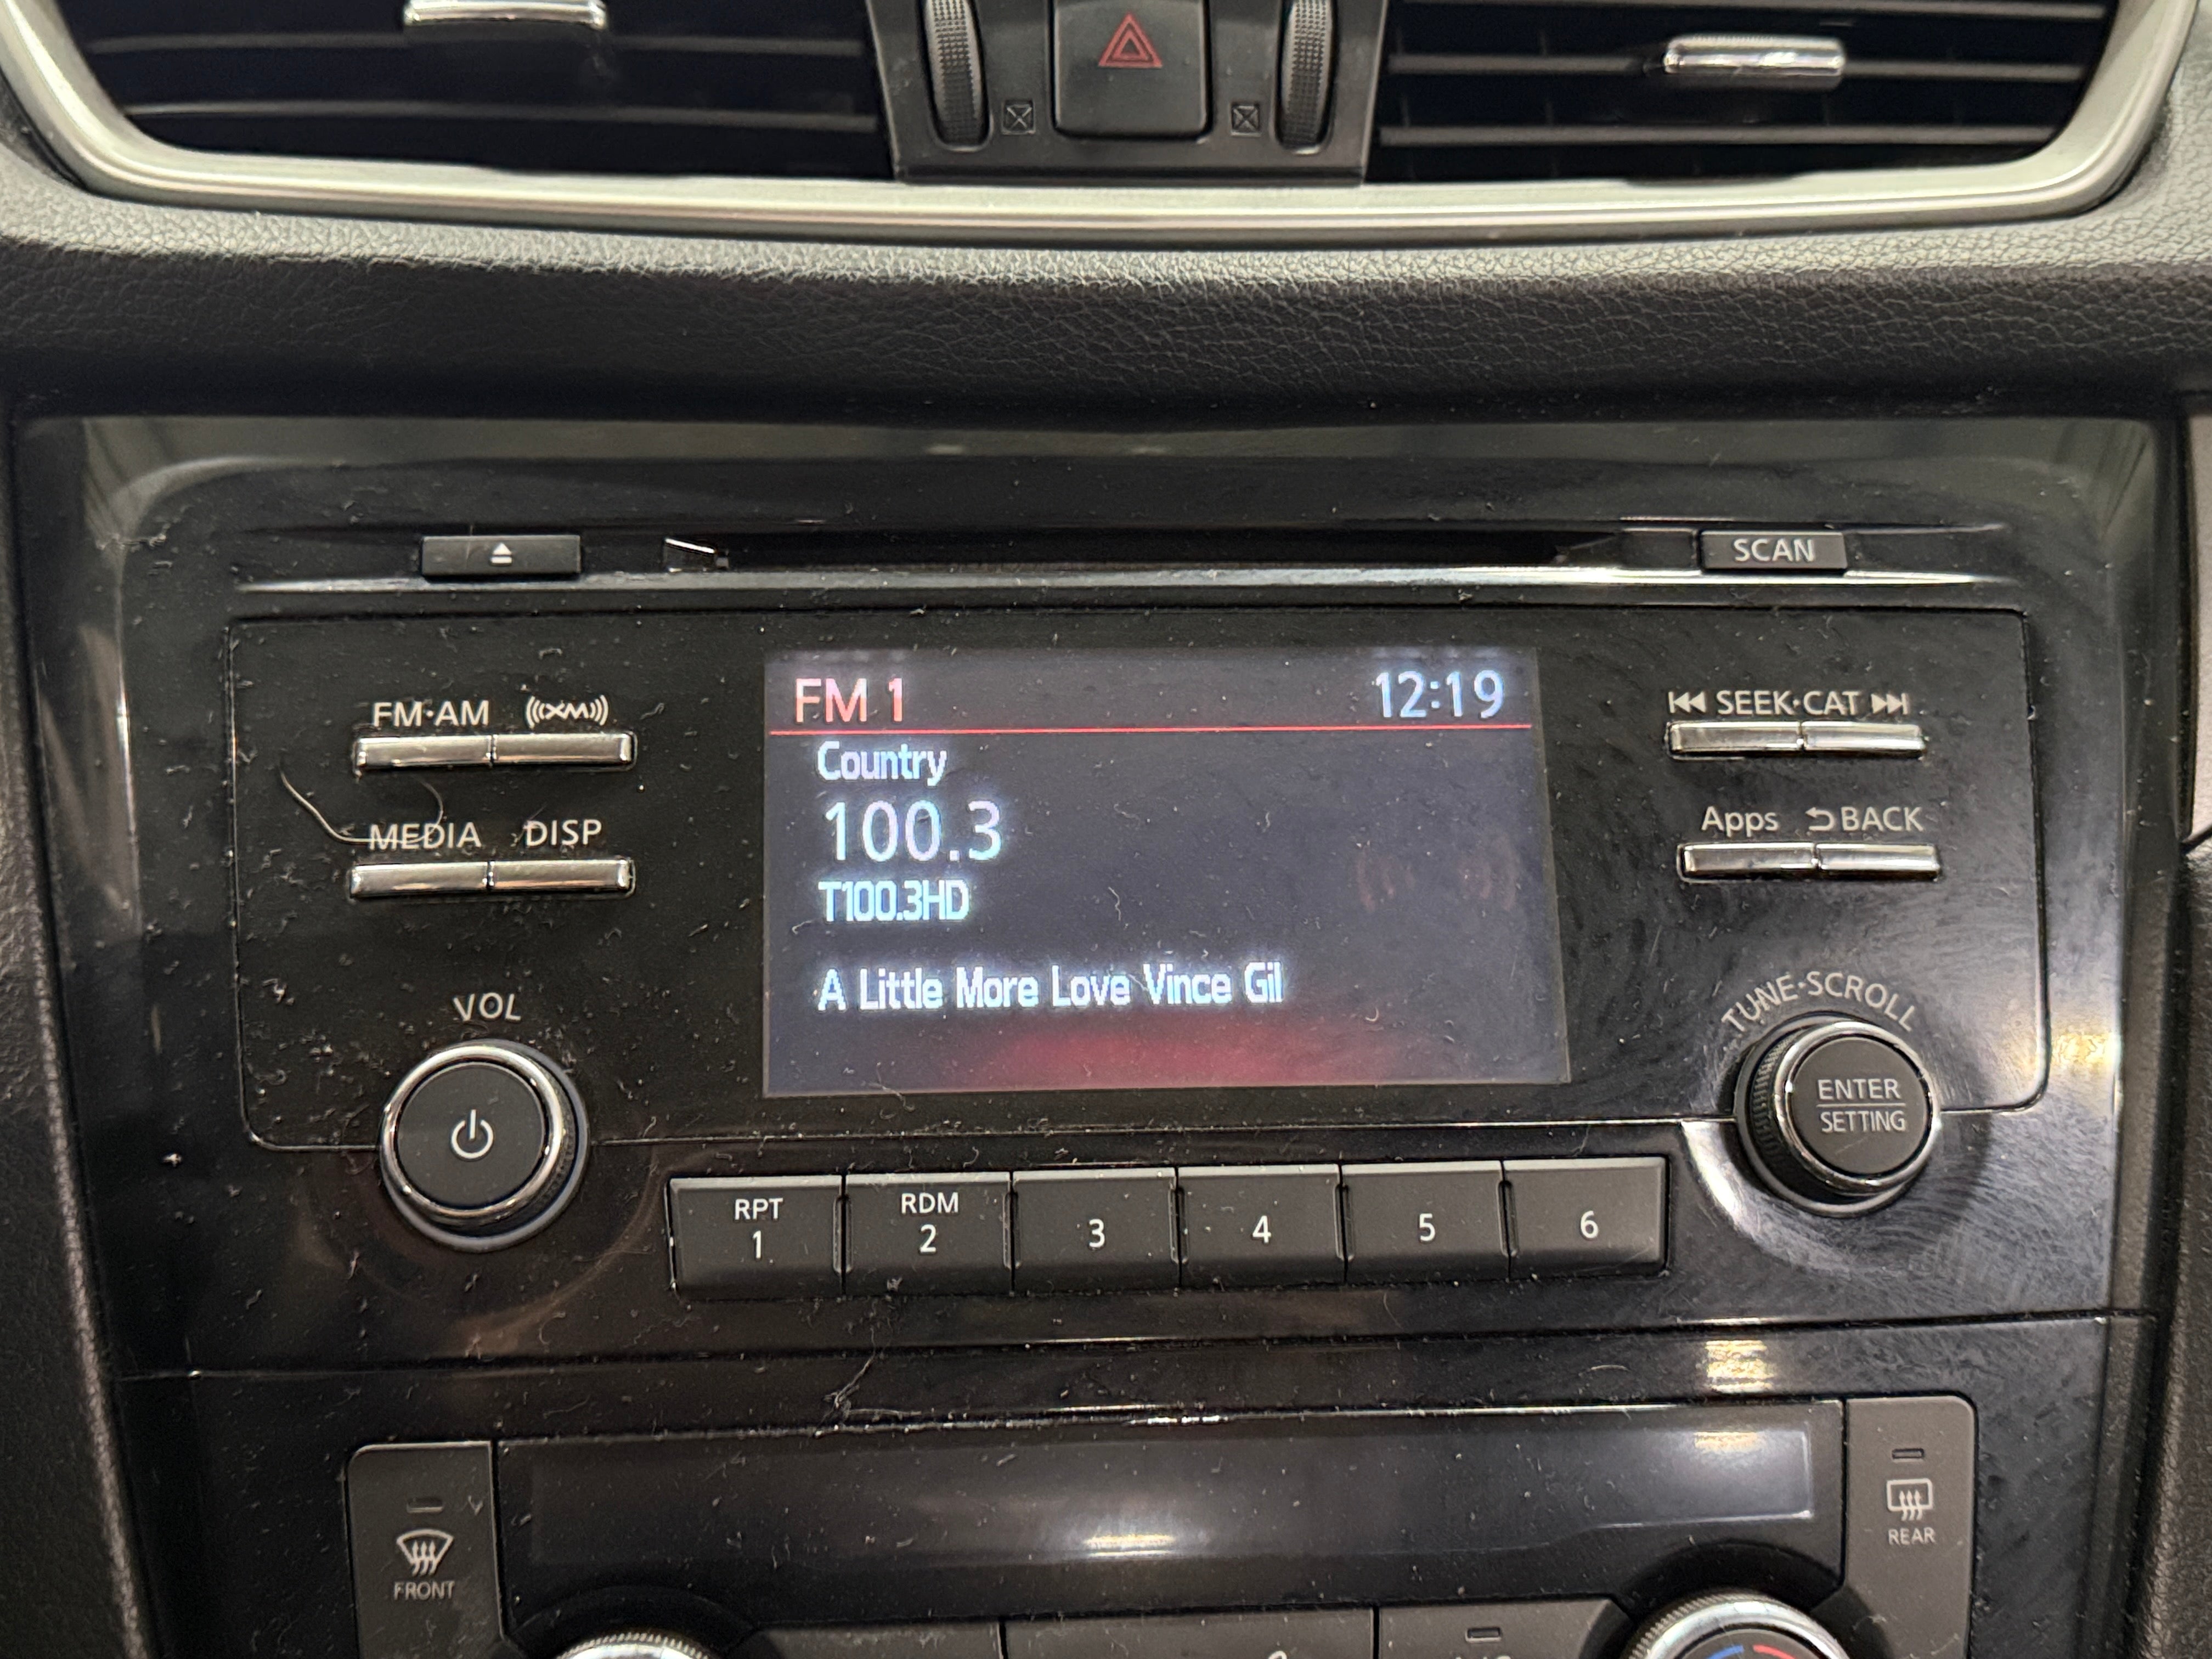 SCAN
FM·AM XM
SEEK·CAT
MEDIA DISP
Apps BACK
FM 1 12:19
Country
100.3
T100.3HD
A Little More Love Vince Gil
VOL
TUNE·SCROLL
ENTER
SETTING
RPT
1
RDM
2
3
4
5
6
FRONT
REAR